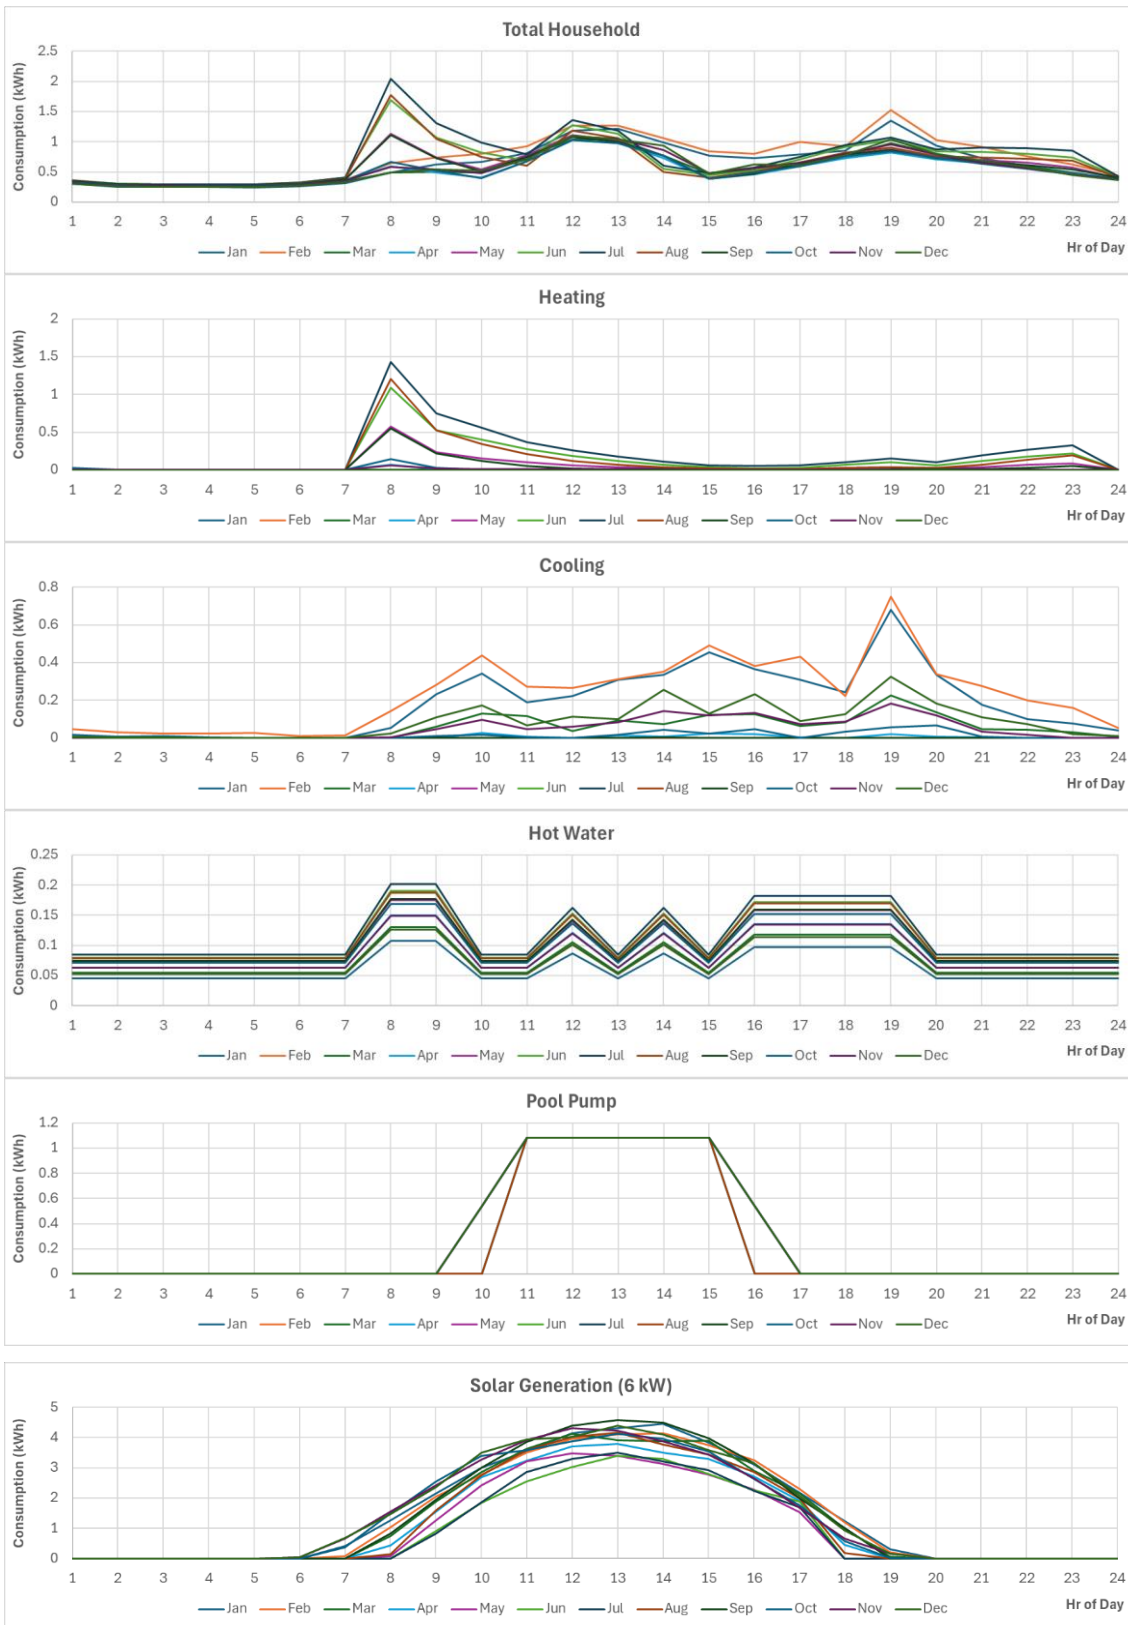 Total Household
Consumption (kWh)
2.5
2
1.5
1
0.5
0
1 2 3 4 5 6 7 8 9 10 11 12 13 14 15 16 17 18 19 20 21 22 23 24
Jan Feb Mar Apr May Jun Jul Aug Sep Oct Nov Dec
Hr of Day
Heating
Consumption (kWh)
2
1.5
1
0.5
0
1 2 3 4 5 6 7 8 9 10 11 12 13 14 15 16 17 18 19 20 21 22 23 24
Jan Feb Mar Apr May Jun Jul Aug Sep Oct Nov Dec
Hr of Day
Cooling
Consumption (kWh)
0.8
0.6
0.4
0.2
0
1 2 3 4 5 6 7 8 9 10 11 12 13 14 15 16 17 18 19 20 21 22 23 24
Jan Feb Mar Apr May Jun Jul Aug Sep Oct Nov Dec
Hr of Day
Hot Water
Consumption (kWh)
0.25
0.2
0.15
0.1
0.05
0
1 2 3 4 5 6 7 8 9 10 11 12 13 14 15 16 17 18 19 20 21 22 23 24
Jan Feb Mar Apr May Jun Jul Aug Sep Oct Nov Dec
Hr of Day
Pool Pump
Consumption (kWh)
1.2
1
0.8
0.6
0.4
0.2
0
1 2 3 4 5 6 7 8 9 10 11 12 13 14 15 16 17 18 19 20 21 22 23 24
Jan Feb Mar Apr May Jun Jul Aug Sep Oct Nov Dec
Hr of Day
Solar Generation (6 kW)
Consumption (kWh)
5
4
3
2
1
0
1 2 3 4 5 6 7 8 9 10 11 12 13 14 15 16 17 18 19 20 21 22 23 24
Jan Feb Mar Apr May Jun Jul Aug Sep Oct Nov Dec
Hr of Day